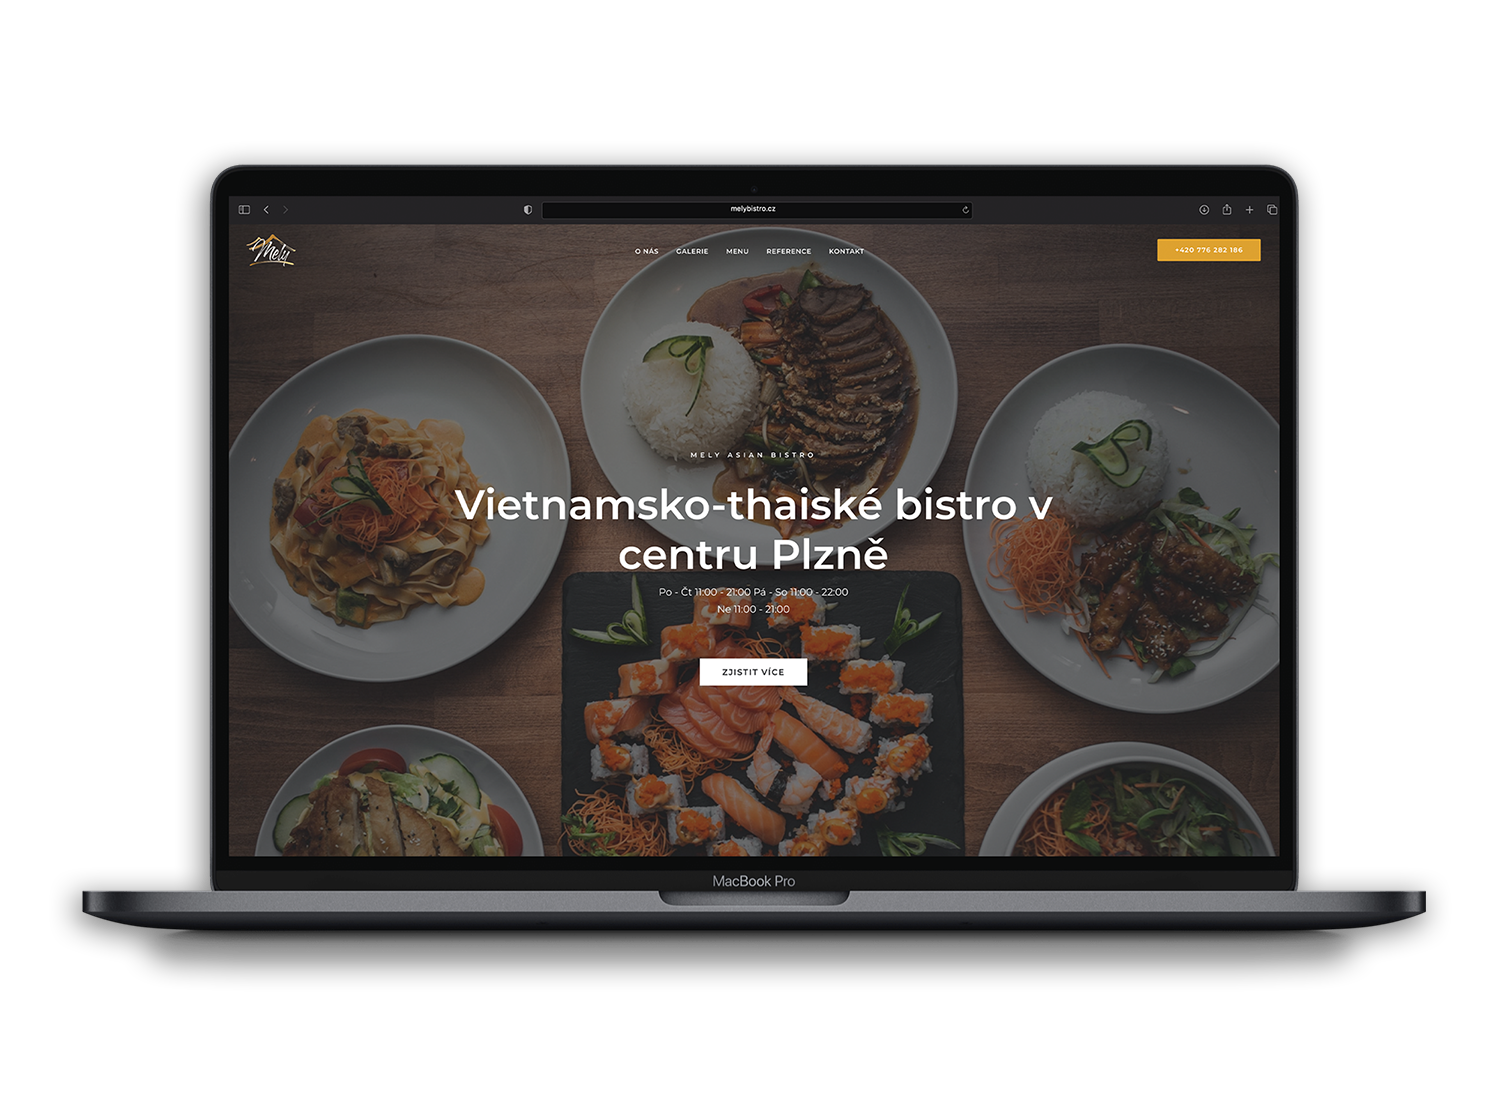 melybistro.cz
Mely
O NÁS GALERIE MENU REFERENCE KONTAKT
+420 776 282 186
MELY ASIAN BISTRO
Vietnamsko-thaiské bistro v
centru Plzně
Po - Čt 11:00 - 21:00 Pá - So 11:00 - 22:00
Ne 11:00 - 21:00
ZJISTIT VÍCE
MacBook Pro